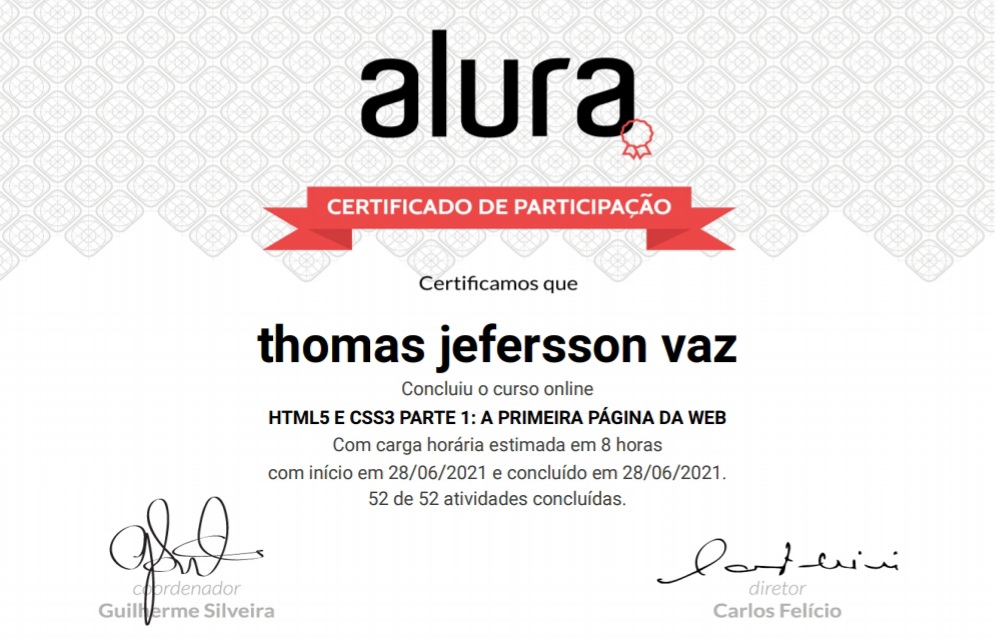 alura
CERTIFICADO DE PARTICIPAÇÃO
Certificamos que
thomas jefersson vaz
Concluiu o curso online
HTML5 E CSS3 PARTE 1: A PRIMEIRA PÁGINA DA WEB
Com carga horária estimada em 8 horas
com início em 28/06/2021 e concluído em 28/06/2021.
52 de 52 atividades concluídas.
coordenador
Guilherme Silveira
diretor
Carlos Felício